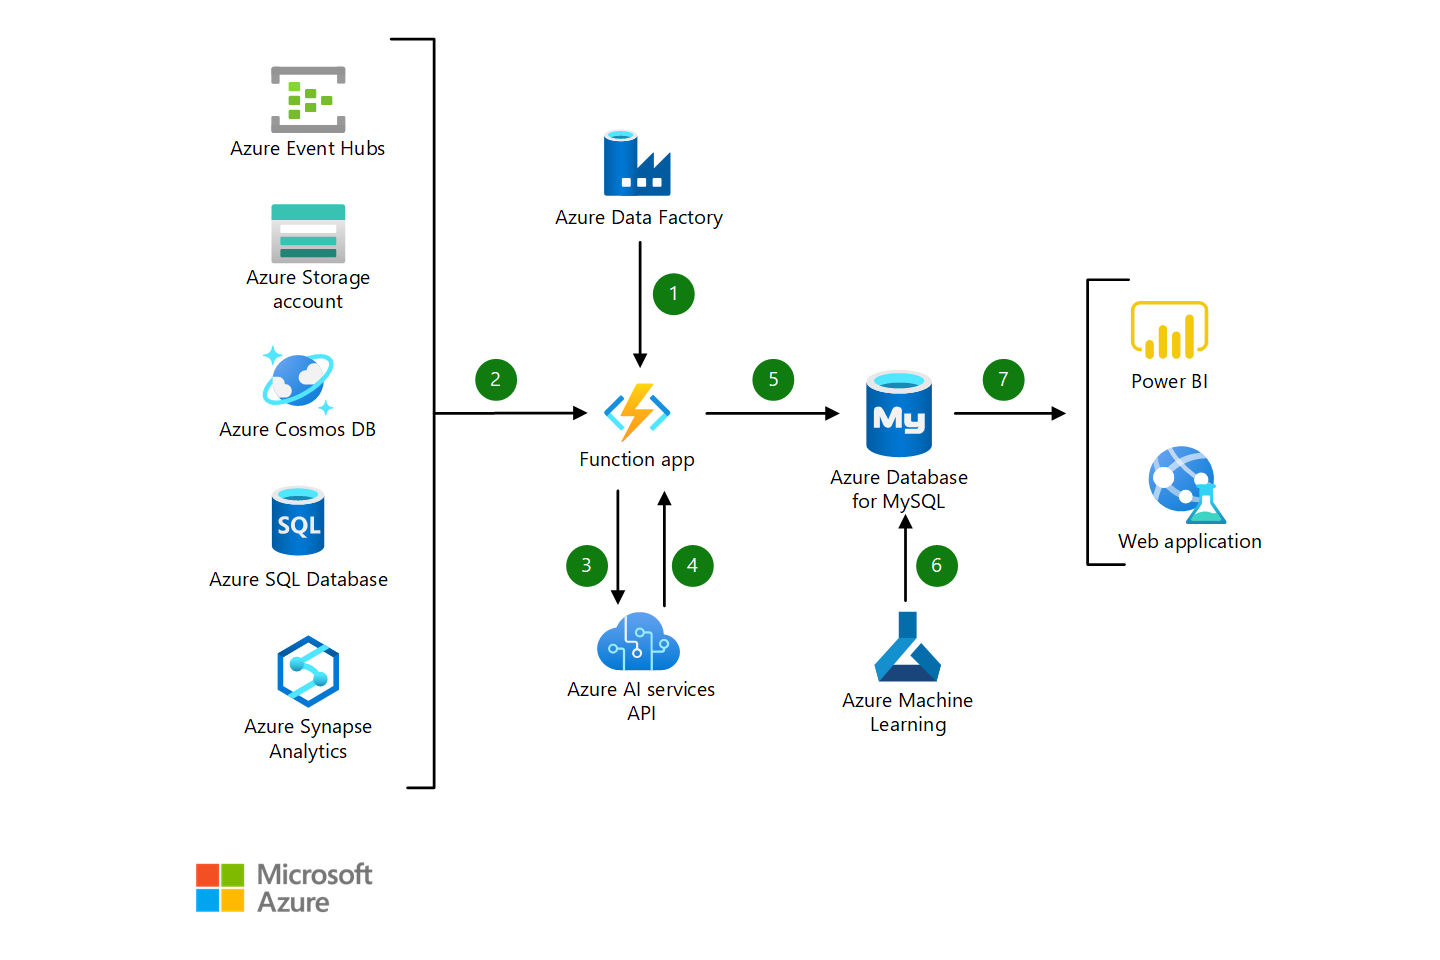 Azure Event Hubs
Azure Storage
account
Azure Cosmos DB
SQL
Azure SQL Database
Azure Synapse
Analytics
2
Azure Data Factory
1
Function app
3
4
Azure AI services
API
5
My
Azure Database
for MySQL
6
Azure Machine
Learning
7
Power BI
Web application
Microsoft
Azure